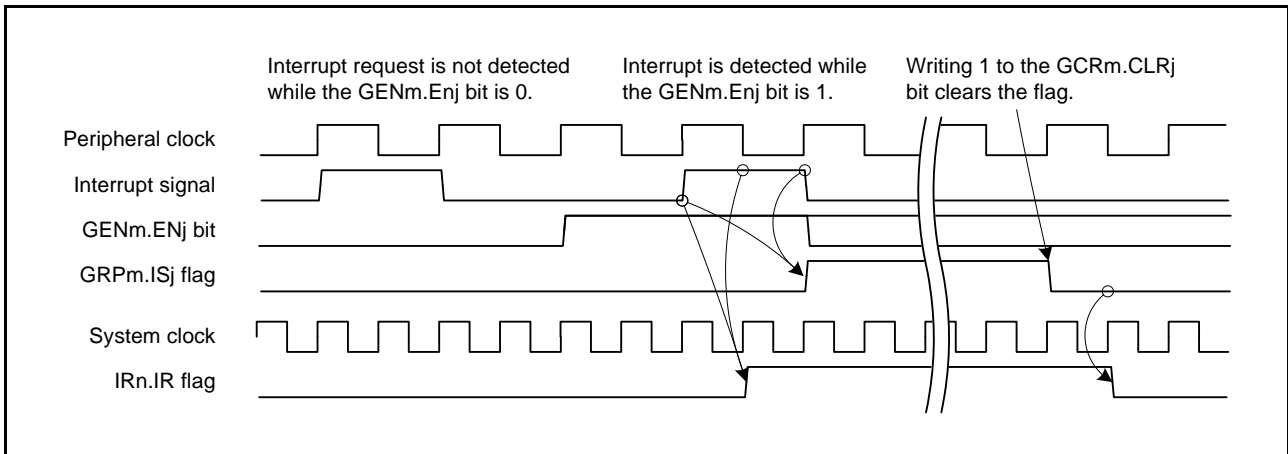 Interrupt request is not detected
while the GENm.Enj bit is 0.
Interrupt is detected while
the GENm.Enj bit is 1.
Writing 1 to the GCRm.CLRj
bit clears the flag.
Peripheral clock
Interrupt signal
GENm.ENj bit
GRPm.ISj flag
System clock
IRn.IR flag